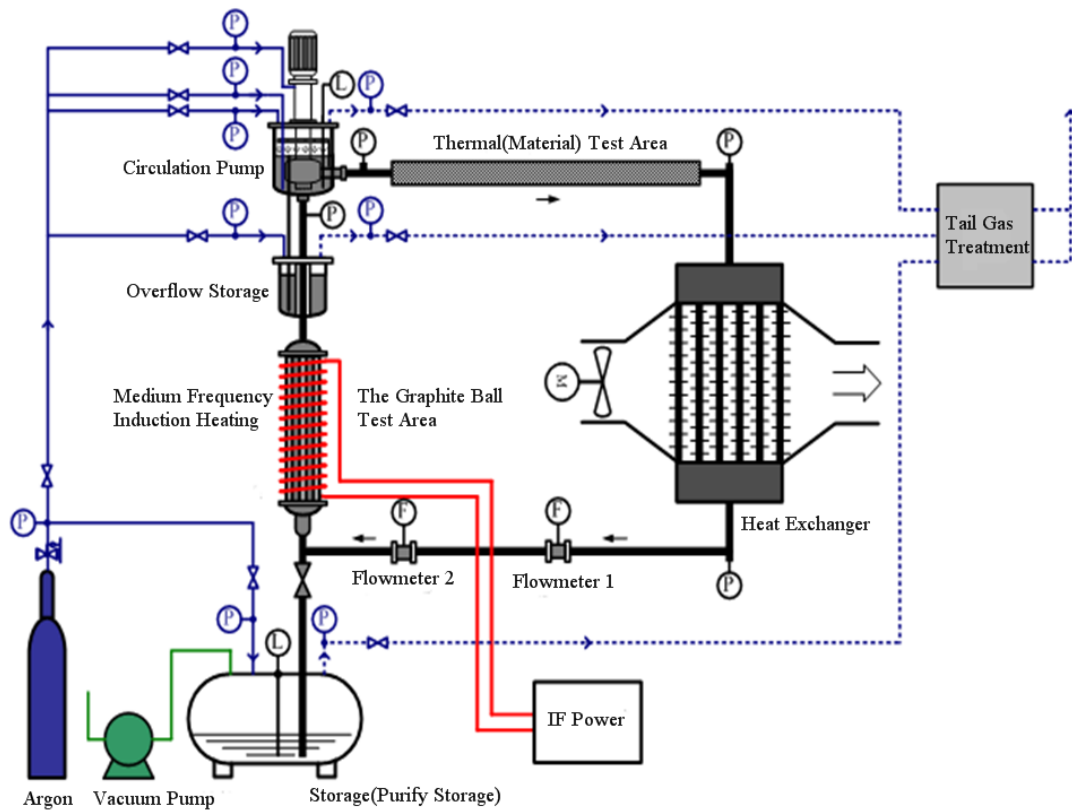 P
P
L
P
P
Circulation Pump
P
Thermal(Material) Test Area
P
P
P
P
Tail Gas
Treatment
Overflow Storage
Medium Frequency
Induction Heating
The Graphite Ball
Test Area
M
P
F
F
Heat Exchanger
Flowmeter 2
Flowmeter 1
P
P
P
L
IF Power
Argon
Vacuum Pump
Storage(Purify Storage)